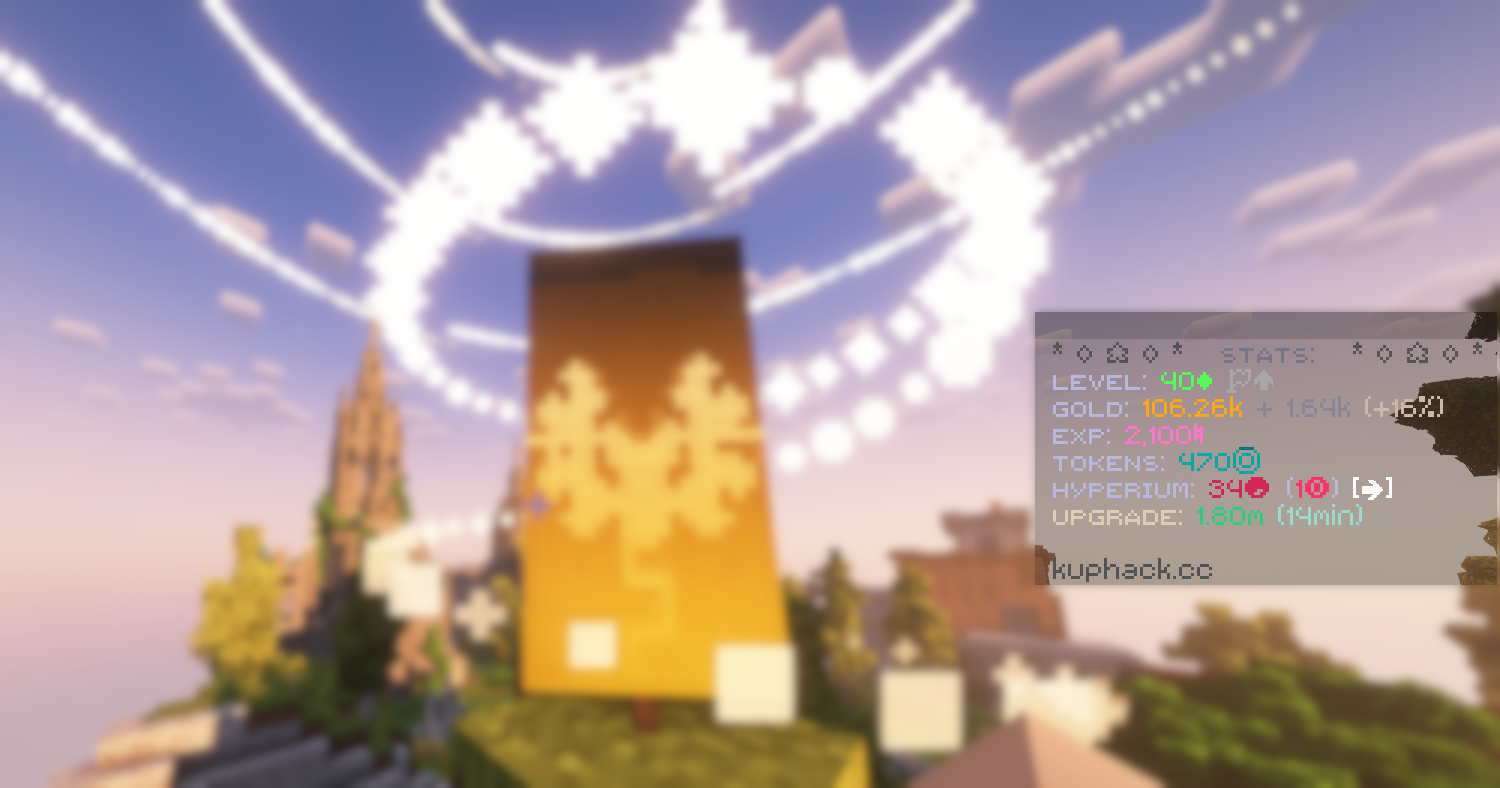 STATS:
LEVEL: 40
GOLD: 106.26k + 1.64k (+16%)
EXP: 2,100
TOKENS: 470
HYPERIUM: 34 (1) [➔]
UPGRADE: 1.80m (14min)
kuphack.cc